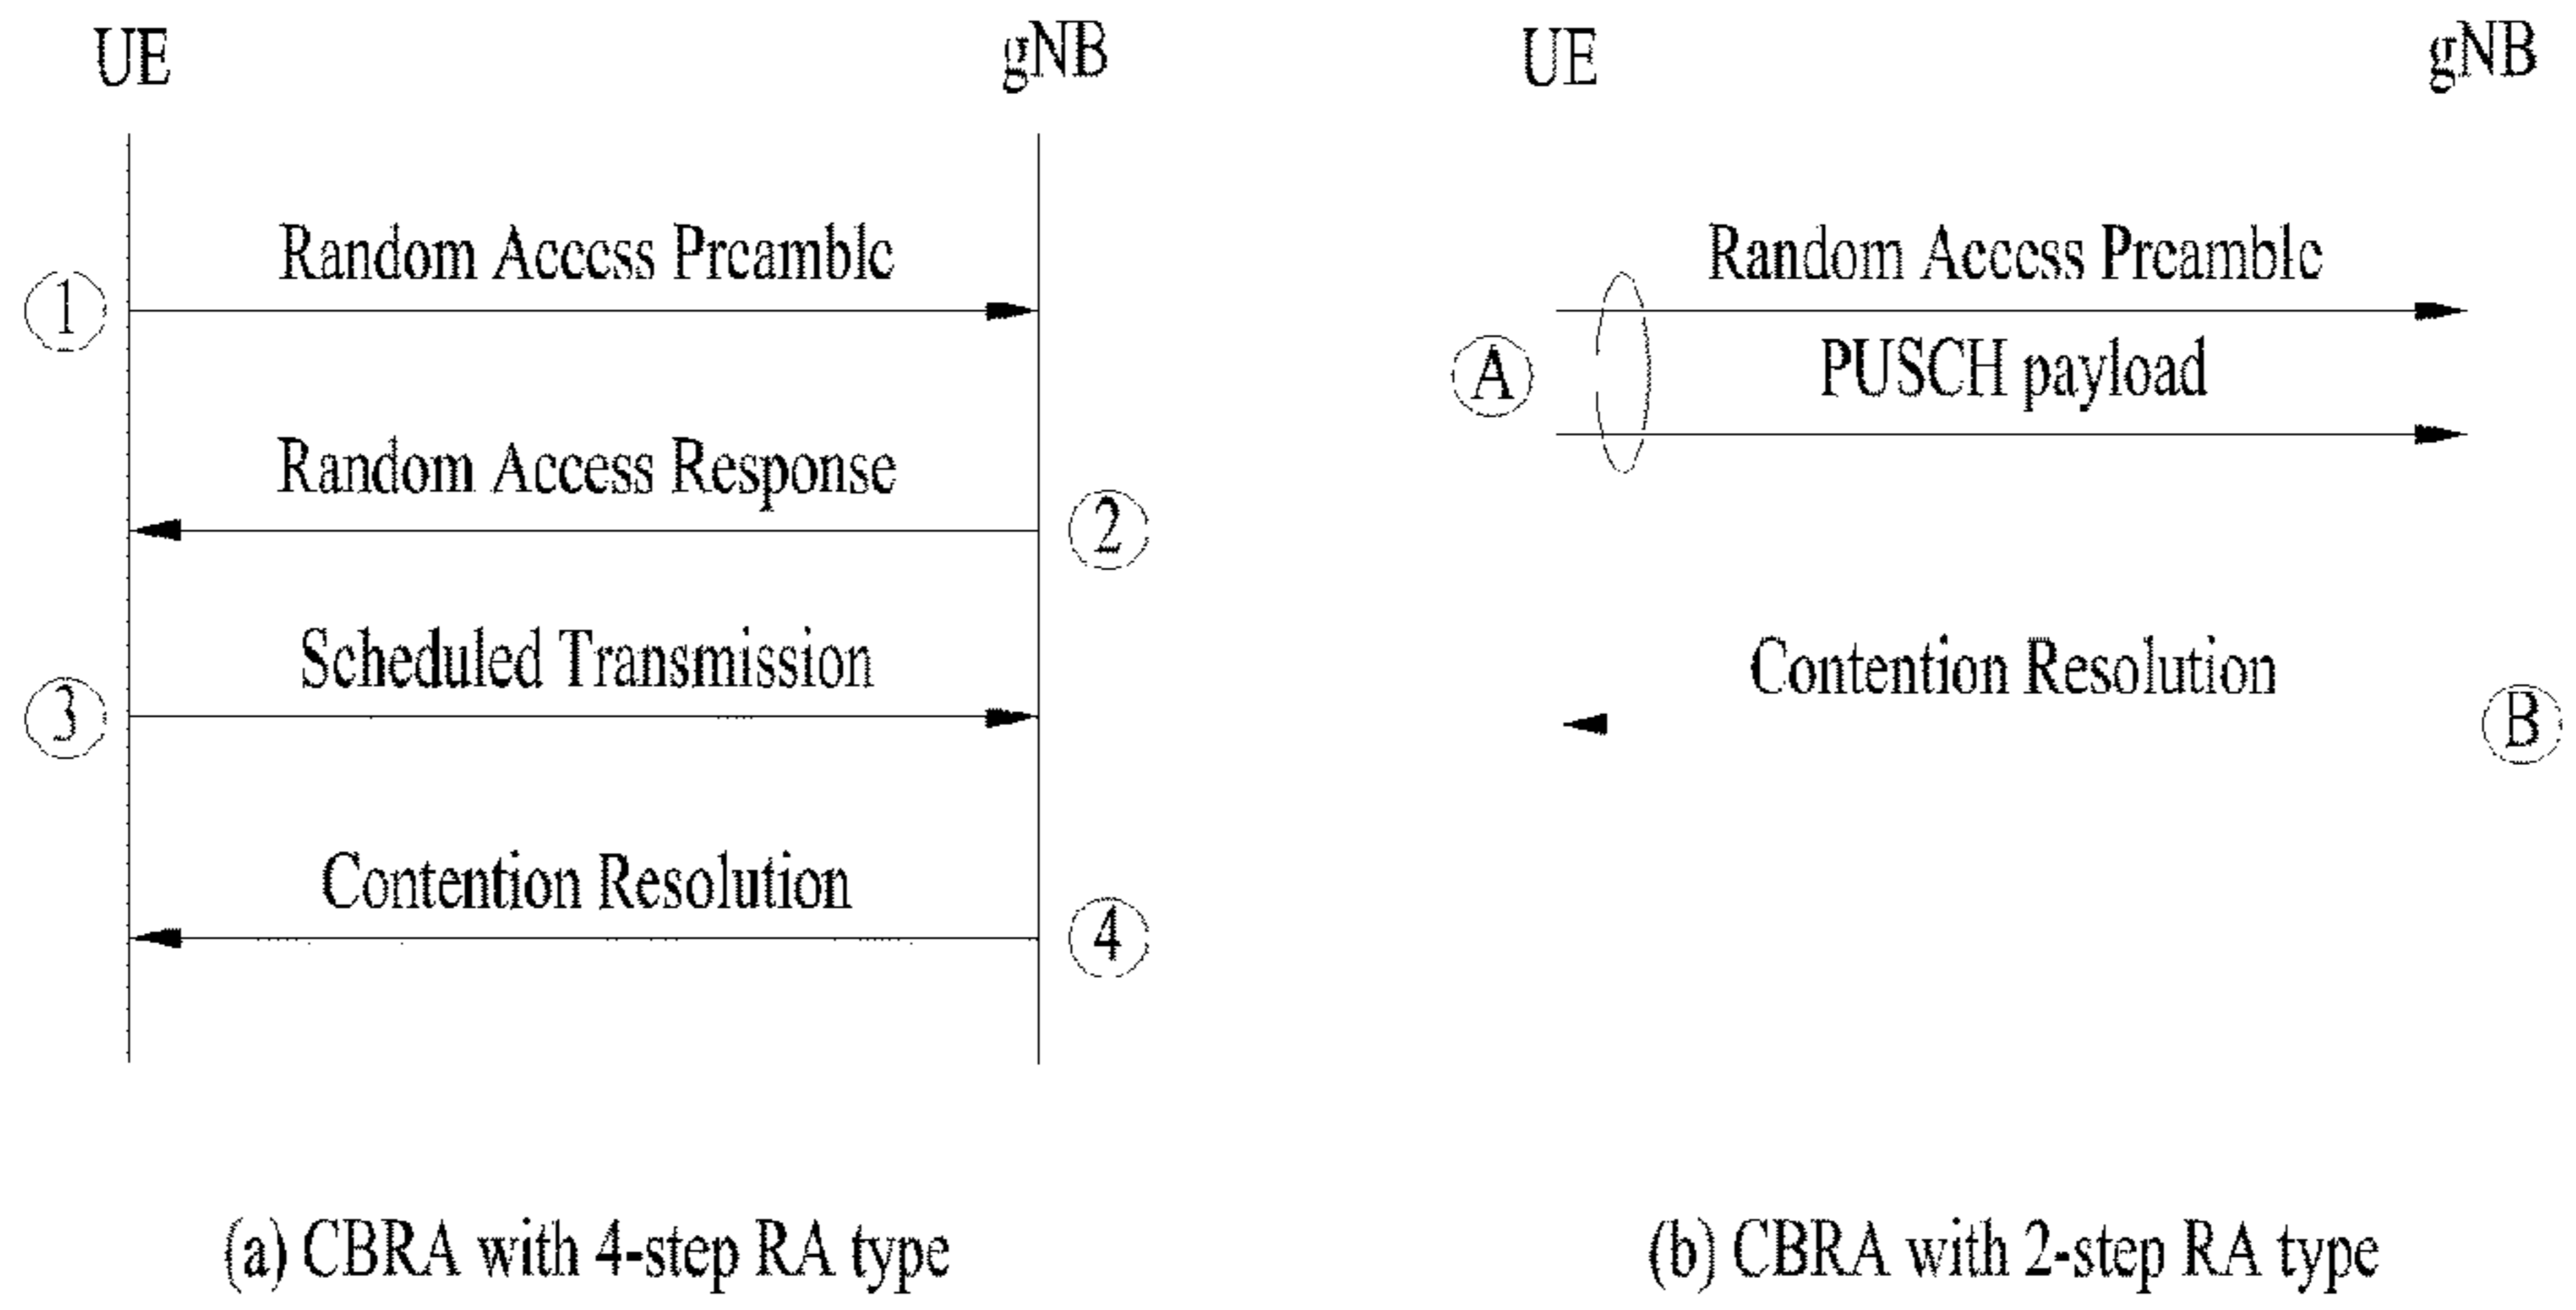 UE
gNB
Random Access Preamble
1
Random Access Response
2
Scheduled Transmission
3
Contention Resolution
4
(a) CBRA with 4-step RA type
UE
gNB
Random Access Preamble
A
PUSCH payload
Contention Resolution
B
(b) CBRA with 2-step RA type